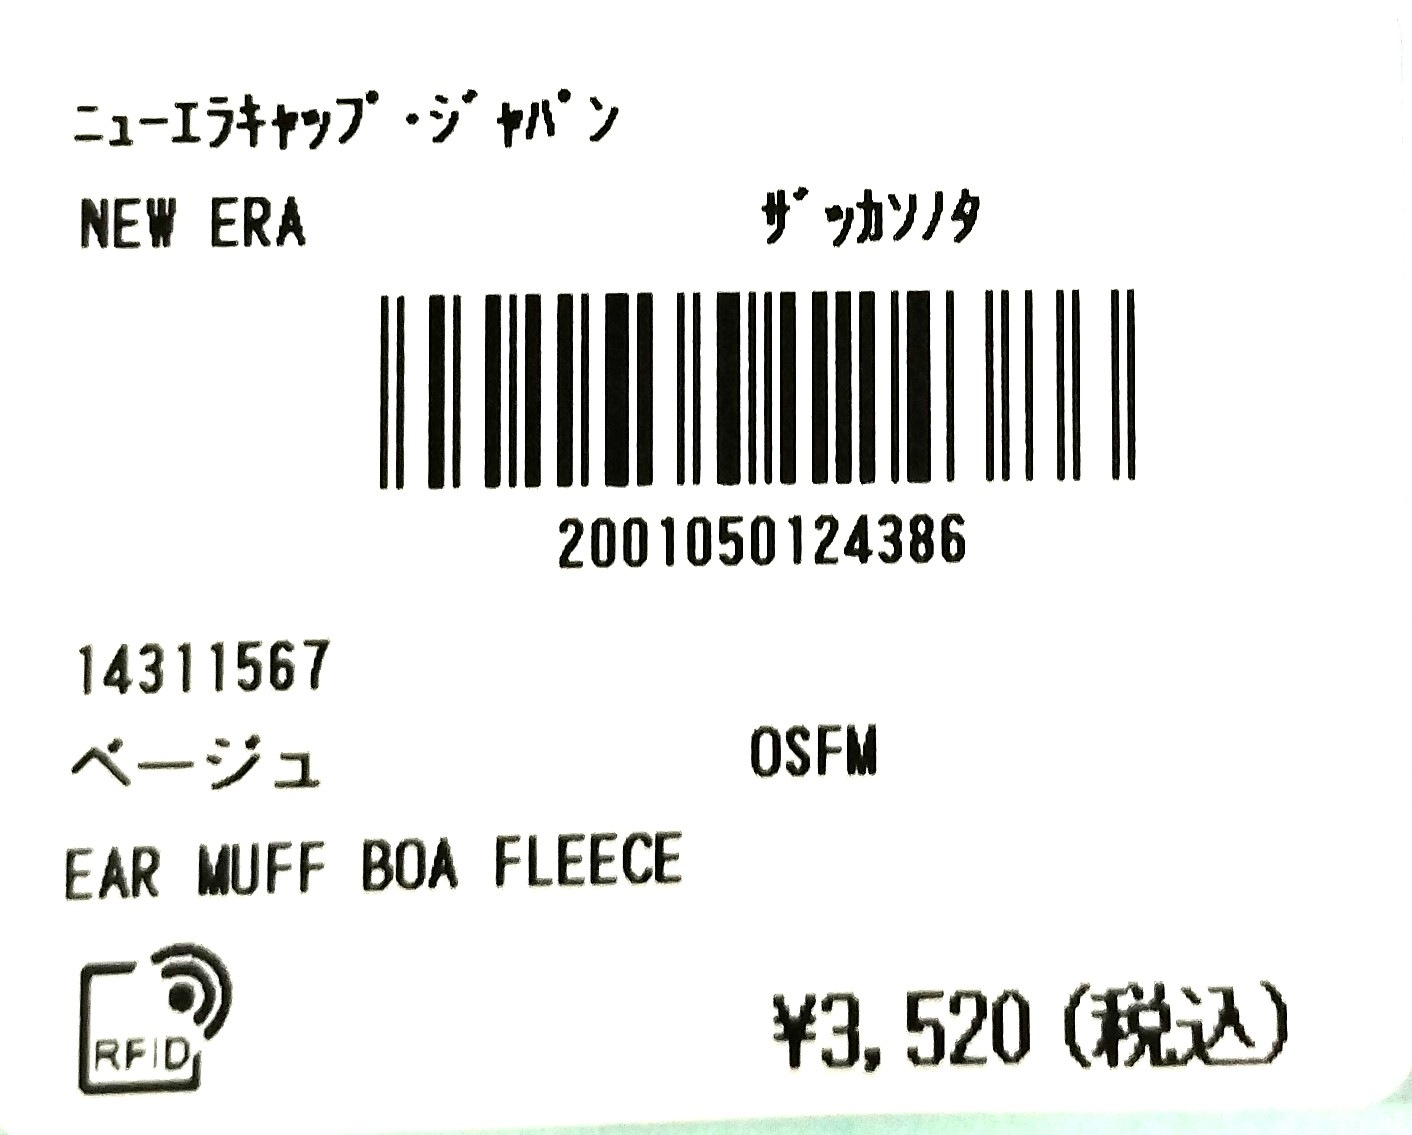 ﾆｭｰｴﾗｷｬｯﾌﾟ・ｼﾞｬﾊﾟﾝ
NEW ERA ｻﾞｯｶｿﾉﾀ
2001050124386
14311567
ベージュ OSFM
EAR MUFF BOA FLEECE
RFID ¥3,520(税込)